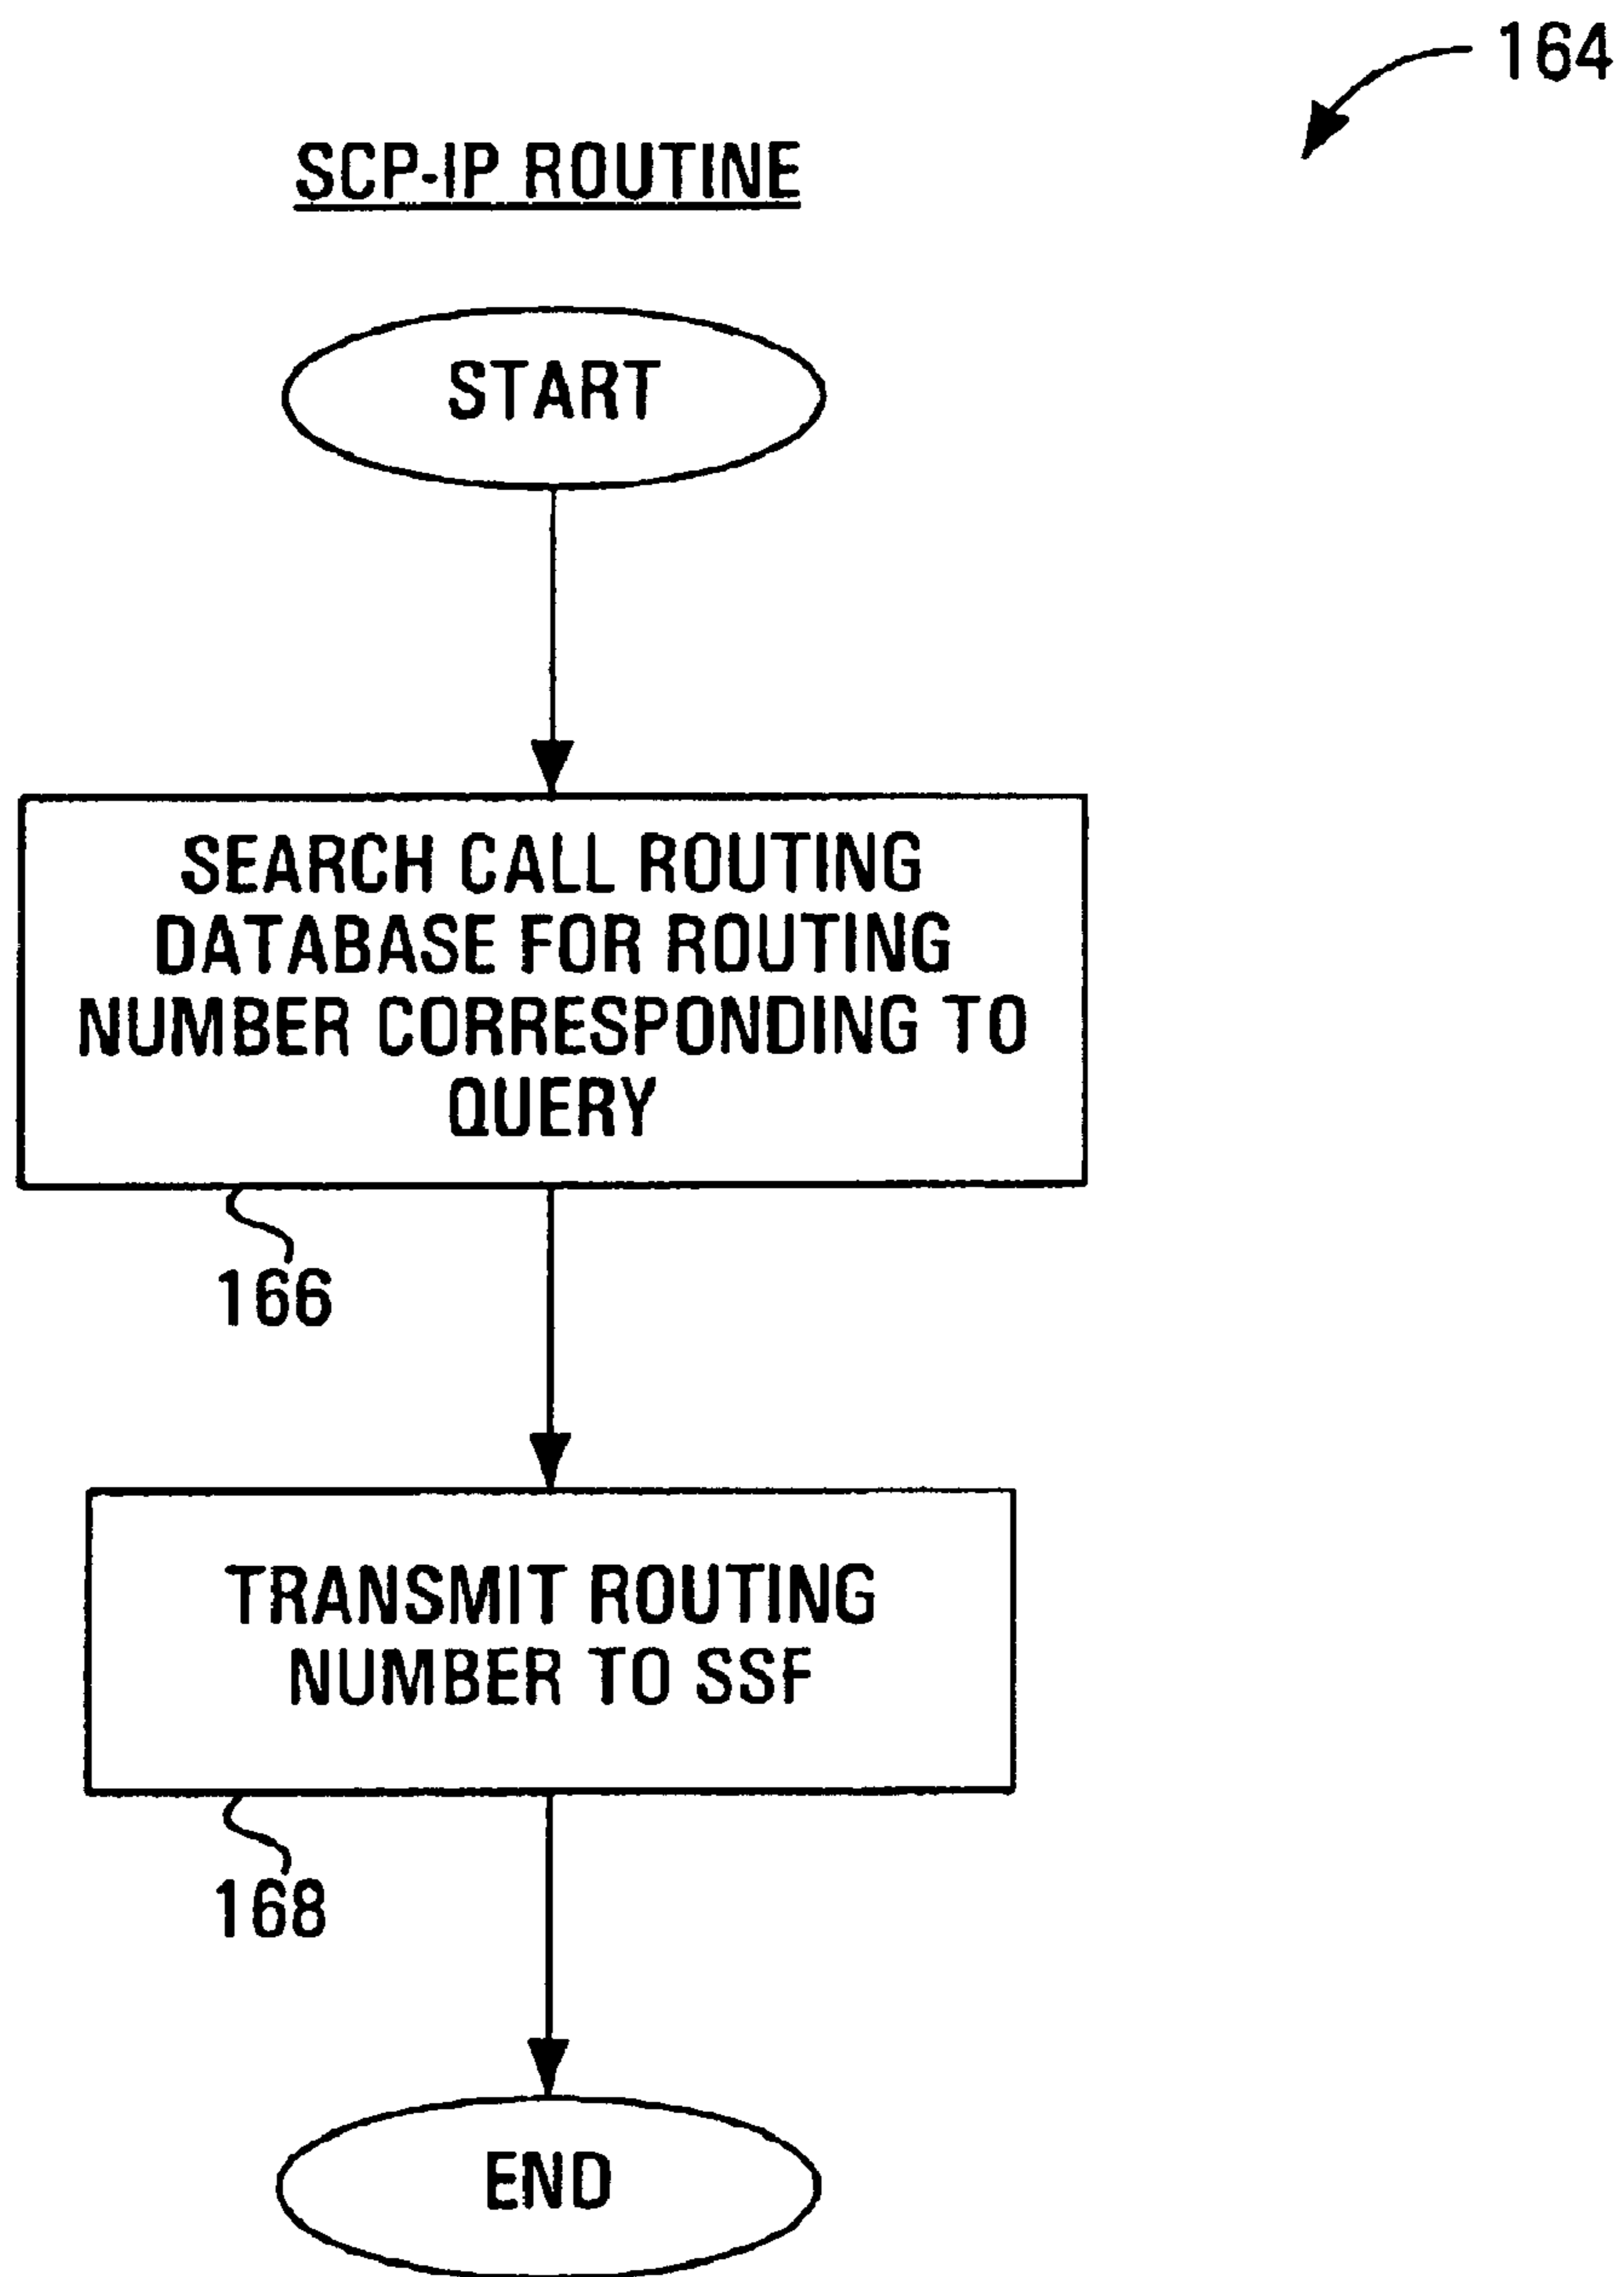 164
SCP-IP ROUTINE
START
SEARCH CALL ROUTING
DATABASE FOR ROUTING
NUMBER CORRESPONDING TO
QUERY
166
TRANSMIT ROUTING
NUMBER TO SSF
168
END